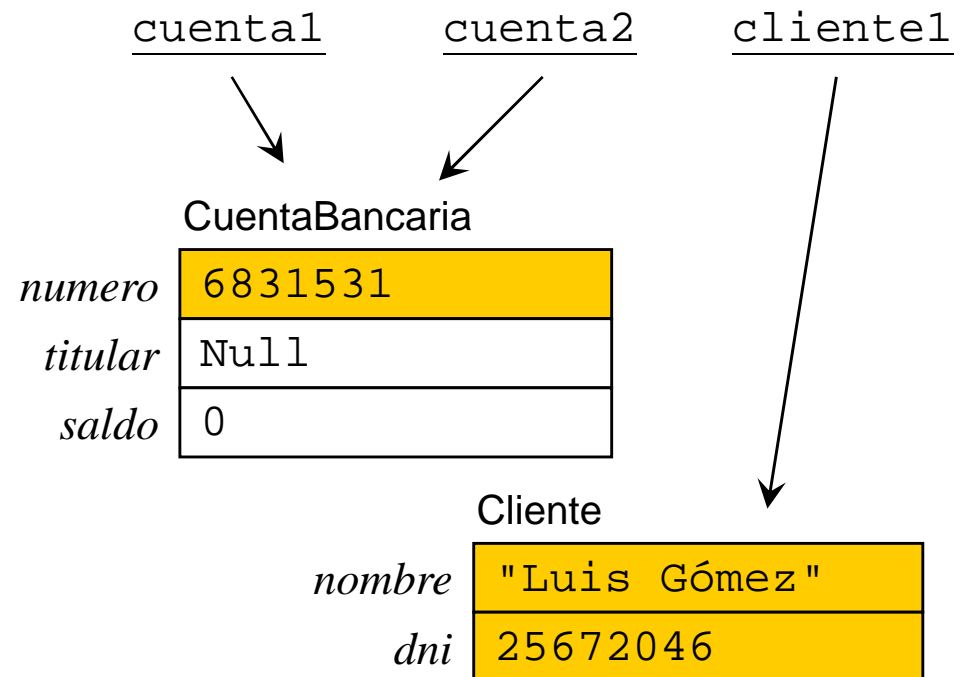 cuenta1 cuenta2 cliente1
CuentaBancaria
numero 6831531
titular Null
saldo 0
Cliente
nombre "Luis Gómez"
dni 25672046